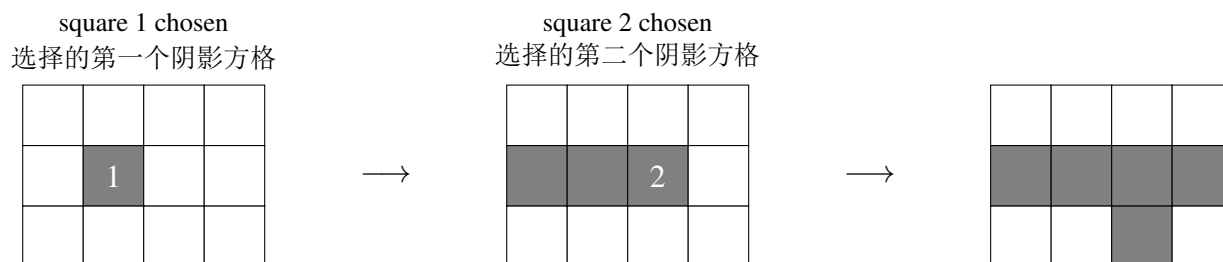 square 1 chosen
选择的第一个阴影方格
square 2 chosen
选择的第二个阴影方格
1
2